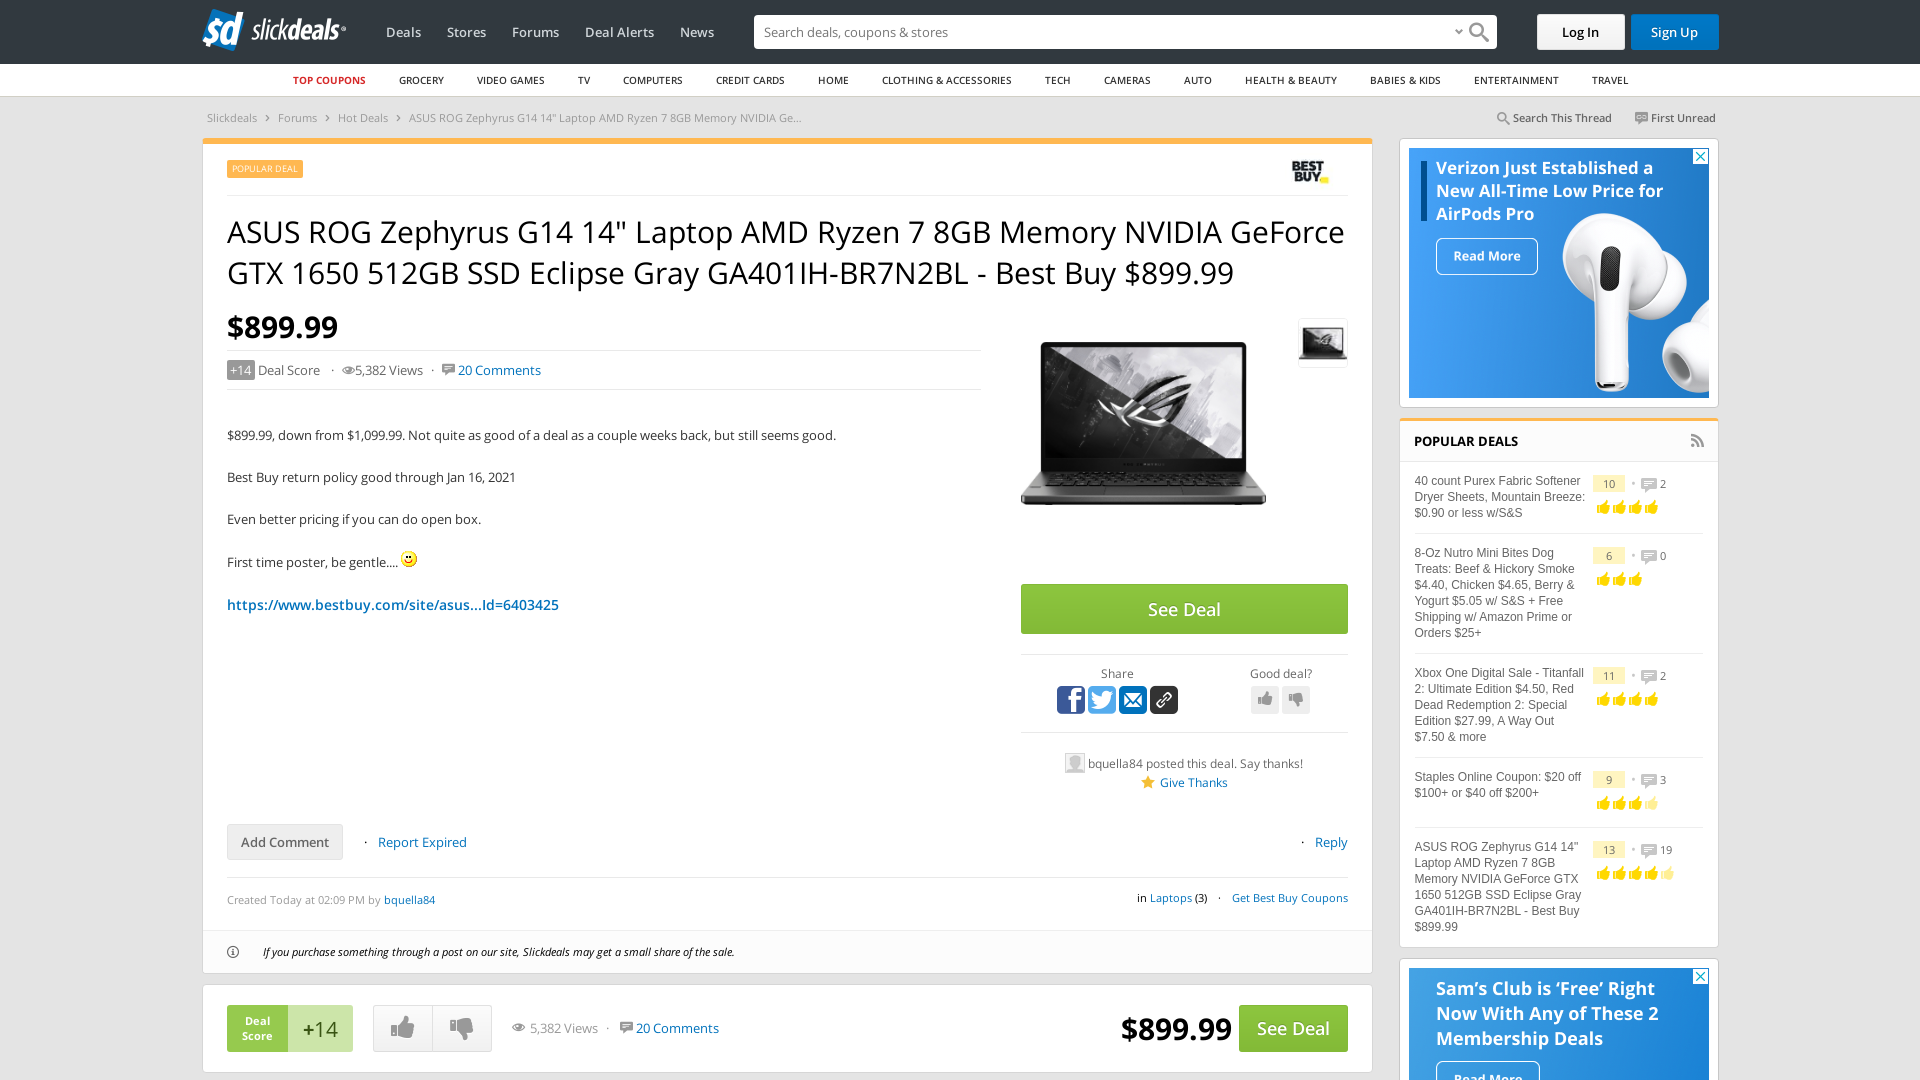 slickdeals
Deals
Stores
Forums
Deal Alerts
News
Search deals, coupons & stores
Log In
Sign Up
TOP COUPONS
GROCERY
VIDEO GAMES
TV
COMPUTERS
CREDIT CARDS
HOME
CLOTHING & ACCESSORIES
TECH
CAMERAS
AUTO
HEALTH & BEAUTY
BABIES & KIDS
ENTERTAINMENT
TRAVEL
Slickdeals › Forums › Hot Deals › ASUS ROG Zephyrus G14 14" Laptop AMD Ryzen 7 8GB Memory NVIDIA Ge...
Search This Thread
First Unread
POPULAR DEAL
BEST
BUY
ASUS ROG Zephyrus G14 14" Laptop AMD Ryzen 7 8GB Memory NVIDIA GeForce
GTX 1650 512GB SSD Eclipse Gray GA401IH-BR7N2BL - Best Buy $899.99
$899.99
+14 Deal Score · 5,382 Views · 20 Comments
$899.99, down from $1,099.99. Not quite as good of a deal as a couple weeks back, but still seems good.
Best Buy return policy good through Jan 16, 2021
Even better pricing if you can do open box.
First time poster, be gentle....
https://www.bestbuy.com/site/asus...Id=6403425
See Deal
Share
Good deal?
bquella84 posted this deal. Say thanks!
Give Thanks
Add Comment
· Report Expired
· Reply
Created Today at 02:09 PM by bquella84
in Laptops (3) · Get Best Buy Coupons
If you purchase something through a post on our site, Slickdeals may get a small share of the sale.
Deal
Score
+14
5,382 Views · 20 Comments
$899.99
See Deal
Verizon Just Established a
New All-Time Low Price for
AirPods Pro
Read More
POPULAR DEALS
40 count Purex Fabric Softener
Dryer Sheets, Mountain Breeze:
$0.90 or less w/S&S
10 • 2
8-Oz Nutro Mini Bites Dog
Treats: Beef & Hickory Smoke
$4.40, Chicken $4.65, Berry &
Yogurt $5.05 w/ S&S + Free
Shipping w/ Amazon Prime or
Orders $25+
6 • 0
Xbox One Digital Sale - Titanfall
2: Ultimate Edition $4.50, Red
Dead Redemption 2: Special
Edition $27.99, A Way Out
$7.50 & more
11 • 2
Staples Online Coupon: $20 off
$100+ or $40 off $200+
9 • 3
ASUS ROG Zephyrus G14 14"
Laptop AMD Ryzen 7 8GB
Memory NVIDIA GeForce GTX
1650 512GB SSD Eclipse Gray
GA401IH-BR7N2BL - Best Buy
$899.99
13 • 19
Sam's Club is ‘Free’ Right
Now With Any of These 2
Membership Deals
Read More